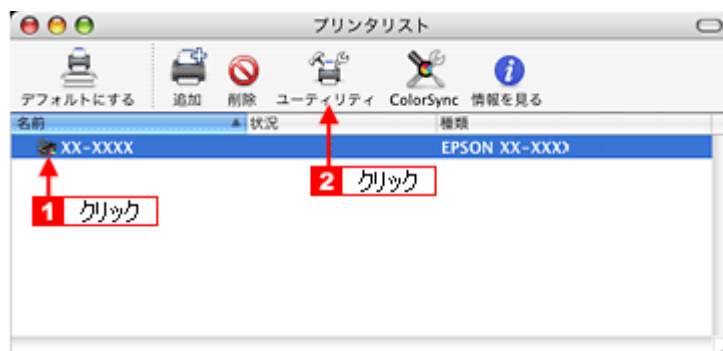 プリンタリスト
デフォルトにする 追加 削除 ユーティリティ ColorSync 情報を見る
名前 状況 種類
XX-XXXX EPSON XX-XXX
2 クリック
1 クリック